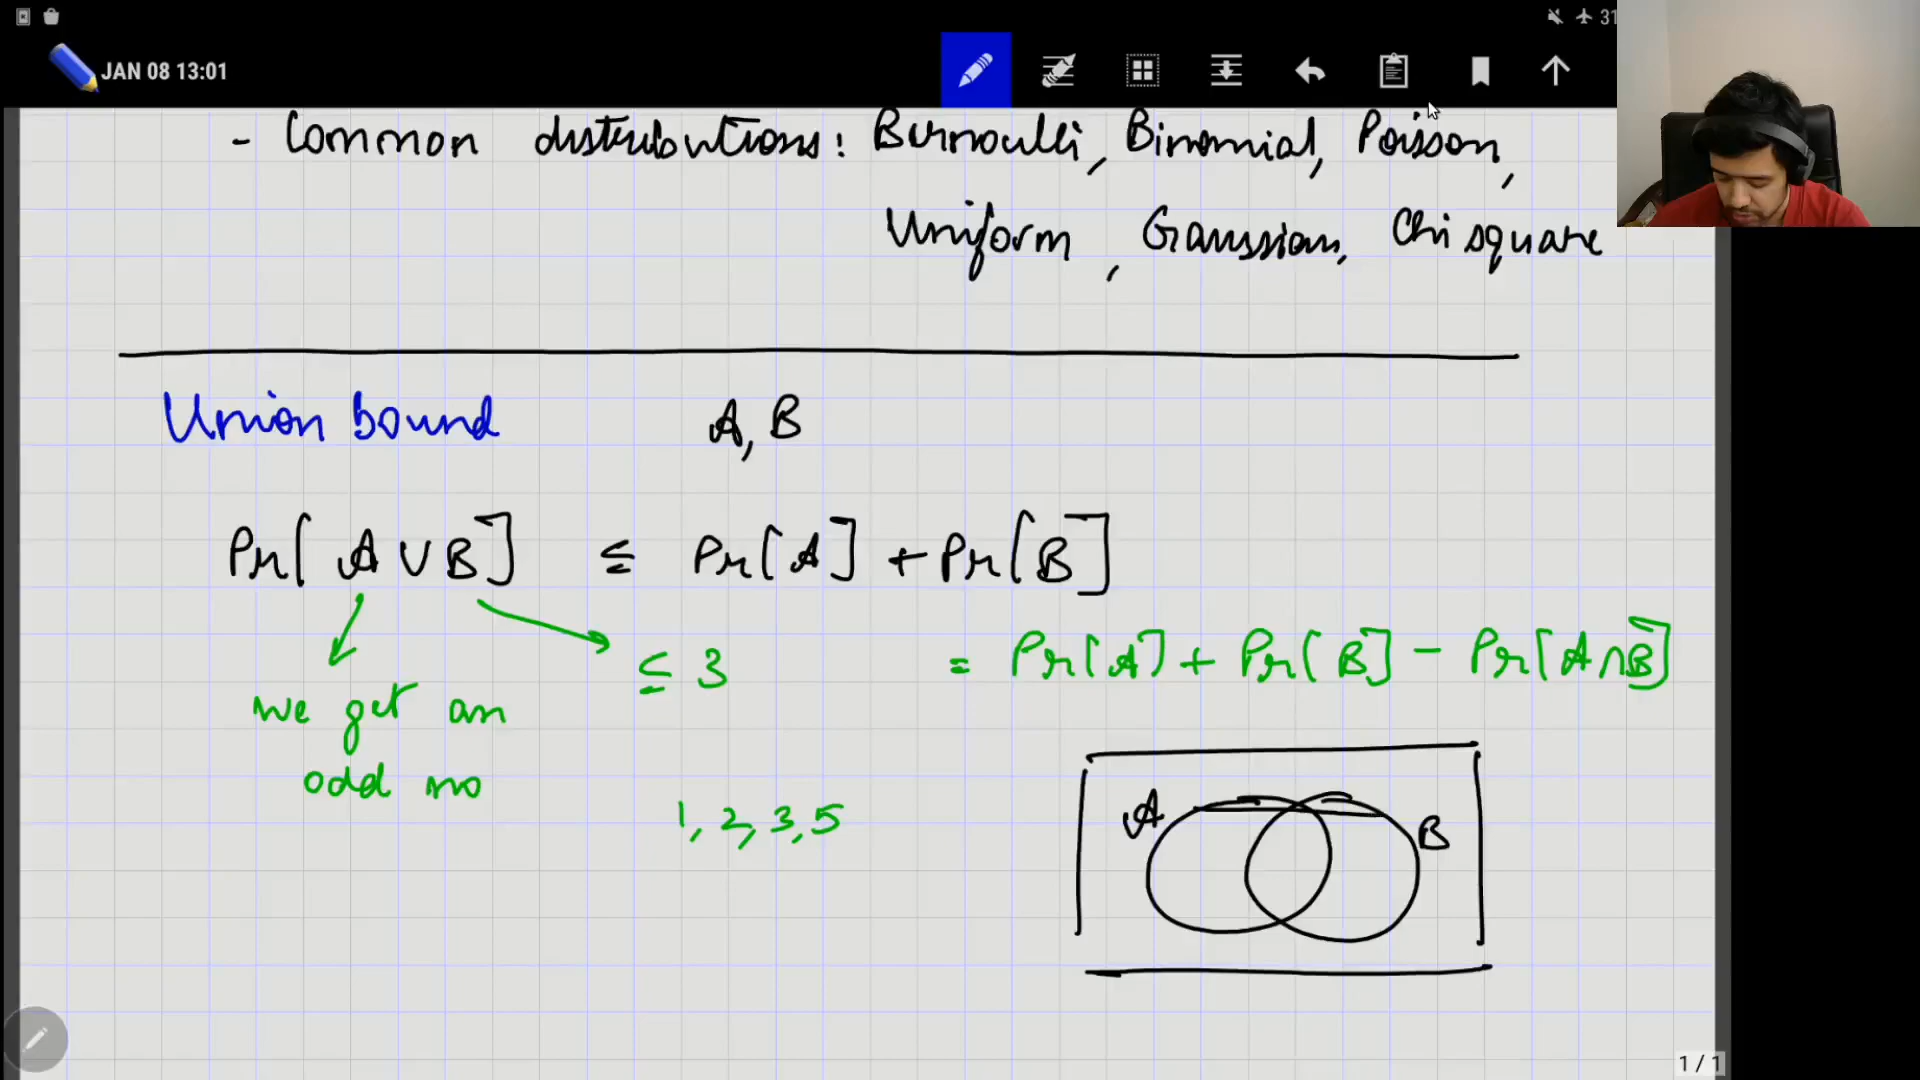 JAN 08 13:01
- Common distributions: Bernoulli, Binomial, Poisson,
Uniform, Gaussian, Chi square
Union bound A, B
Pr[A ∪ B] ≤ Pr[A] + Pr[B]
≤ 3 = Pr[A] + Pr[B] - Pr[A ∩ B]
we get an
odd no
1, 2, 3, 5
A B
1 / 1